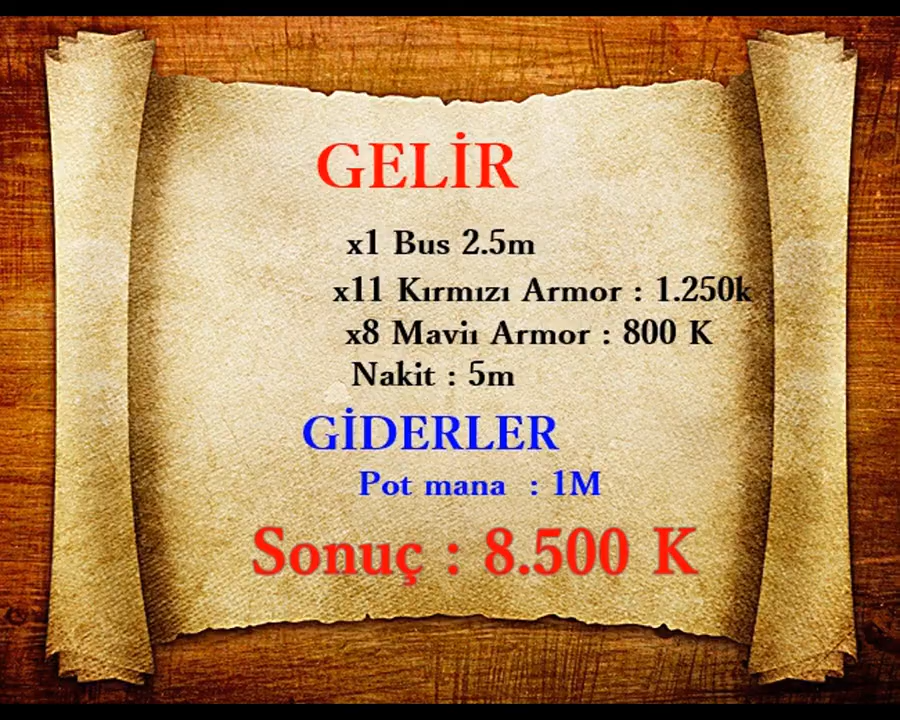 GELİR
x1 Bus 2.5m
x11 Kırmızı Armor : 1.250k
x8 Maviı Armor : 800 K
Nakit : 5m
GİDERLER
Pot mana : 1M
Sonuç : 8.500 K